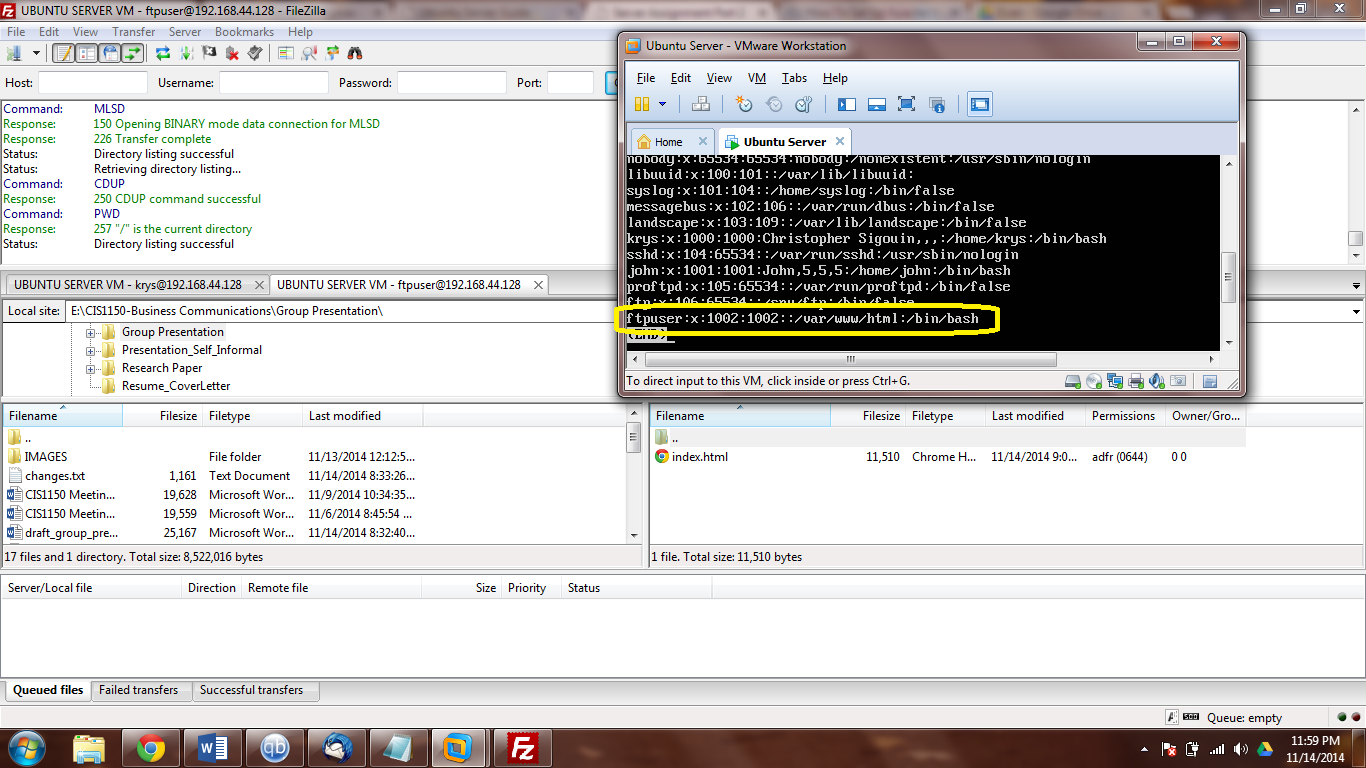 UBUNTU SERVER VM - ftpuser@192.168.44.128 - FileZilla
File Edit View Transfer Server Bookmarks Help
Host: Username: Password: Port:
Command: MLSD
Response: 150 Opening BINARY mode data connection for MLSD
Response: 226 Transfer complete
Status: Directory listing successful
Status: Retrieving directory listing...
Command: CDUP
Response: 250 CDUP command successful
Command: PWD
Response: 257 "/" is the current directory
Status: Directory listing successful
UBUNTU SERVER VM - krys@192.168.44.128 UBUNTU SERVER VM - ftpuser@192.168.44.128
Local site: E:\CIS1150-Business Communications\Group Presentation\
Group Presentation
Presentation_Self_Informal
Research Paper
Resume_CoverLetter
Filename Filesize Filetype Last modified
..
IMAGES File folder 11/13/2014 12:12:5...
changes.txt 1,161 Text Document 11/14/2014 8:33:26...
CIS1150 Meetin... 19,628 Microsoft Wor... 11/9/2014 10:34:35...
CIS1150 Meetin... 19,559 Microsoft Wor... 11/6/2014 8:45:54 ...
draft_group_pre... 25,167 Microsoft Wor... 11/14/2014 8:32:40...
17 files and 1 directory. Total size: 8,522,016 bytes
Ubuntu Server - VMware Workstation
File Edit View VM Tabs Help
Home Ubuntu Server
nobody:x:65534:65534:nobody:/nonexistent:/usr/sbin/nologin
libuuid:x:100:101::/var/lib/libuuid:
syslog:x:101:104::/home/syslog:/bin/false
messagebus:x:102:106::/var/run/dbus:/bin/false
landscape:x:103:109::/var/lib/landscape:/bin/false
krys:x:1000:1000:Christopher Sigouin,,,:/home/krys:/bin/bash
sshd:x:104:65534::/var/run/sshd:/usr/sbin/nologin
john:x:1001:1001:John,5,5,5:/home/john:/bin/bash
proftpd:x:105:65534::/var/run/proftpd:/bin/false
ftp:x:106:65534::/srv/ftp:/bin/false
ftpuser:x:1002:1002::/var/www/html:/bin/bash
(END)
To direct input to this VM, click inside or press Ctrl+G.
Filename Filesize Filetype Last modified Permissions Owner/Gro...
..
index.html 11,510 Chrome H... 11/14/2014 9:0... adfr (0644) 0 0
1 file. Total size: 11,510 bytes
Server/Local file Direction Remote file Size Priority Status
Queued files Failed transfers Successful transfers
Queue: empty
11:59 PM
11/14/2014